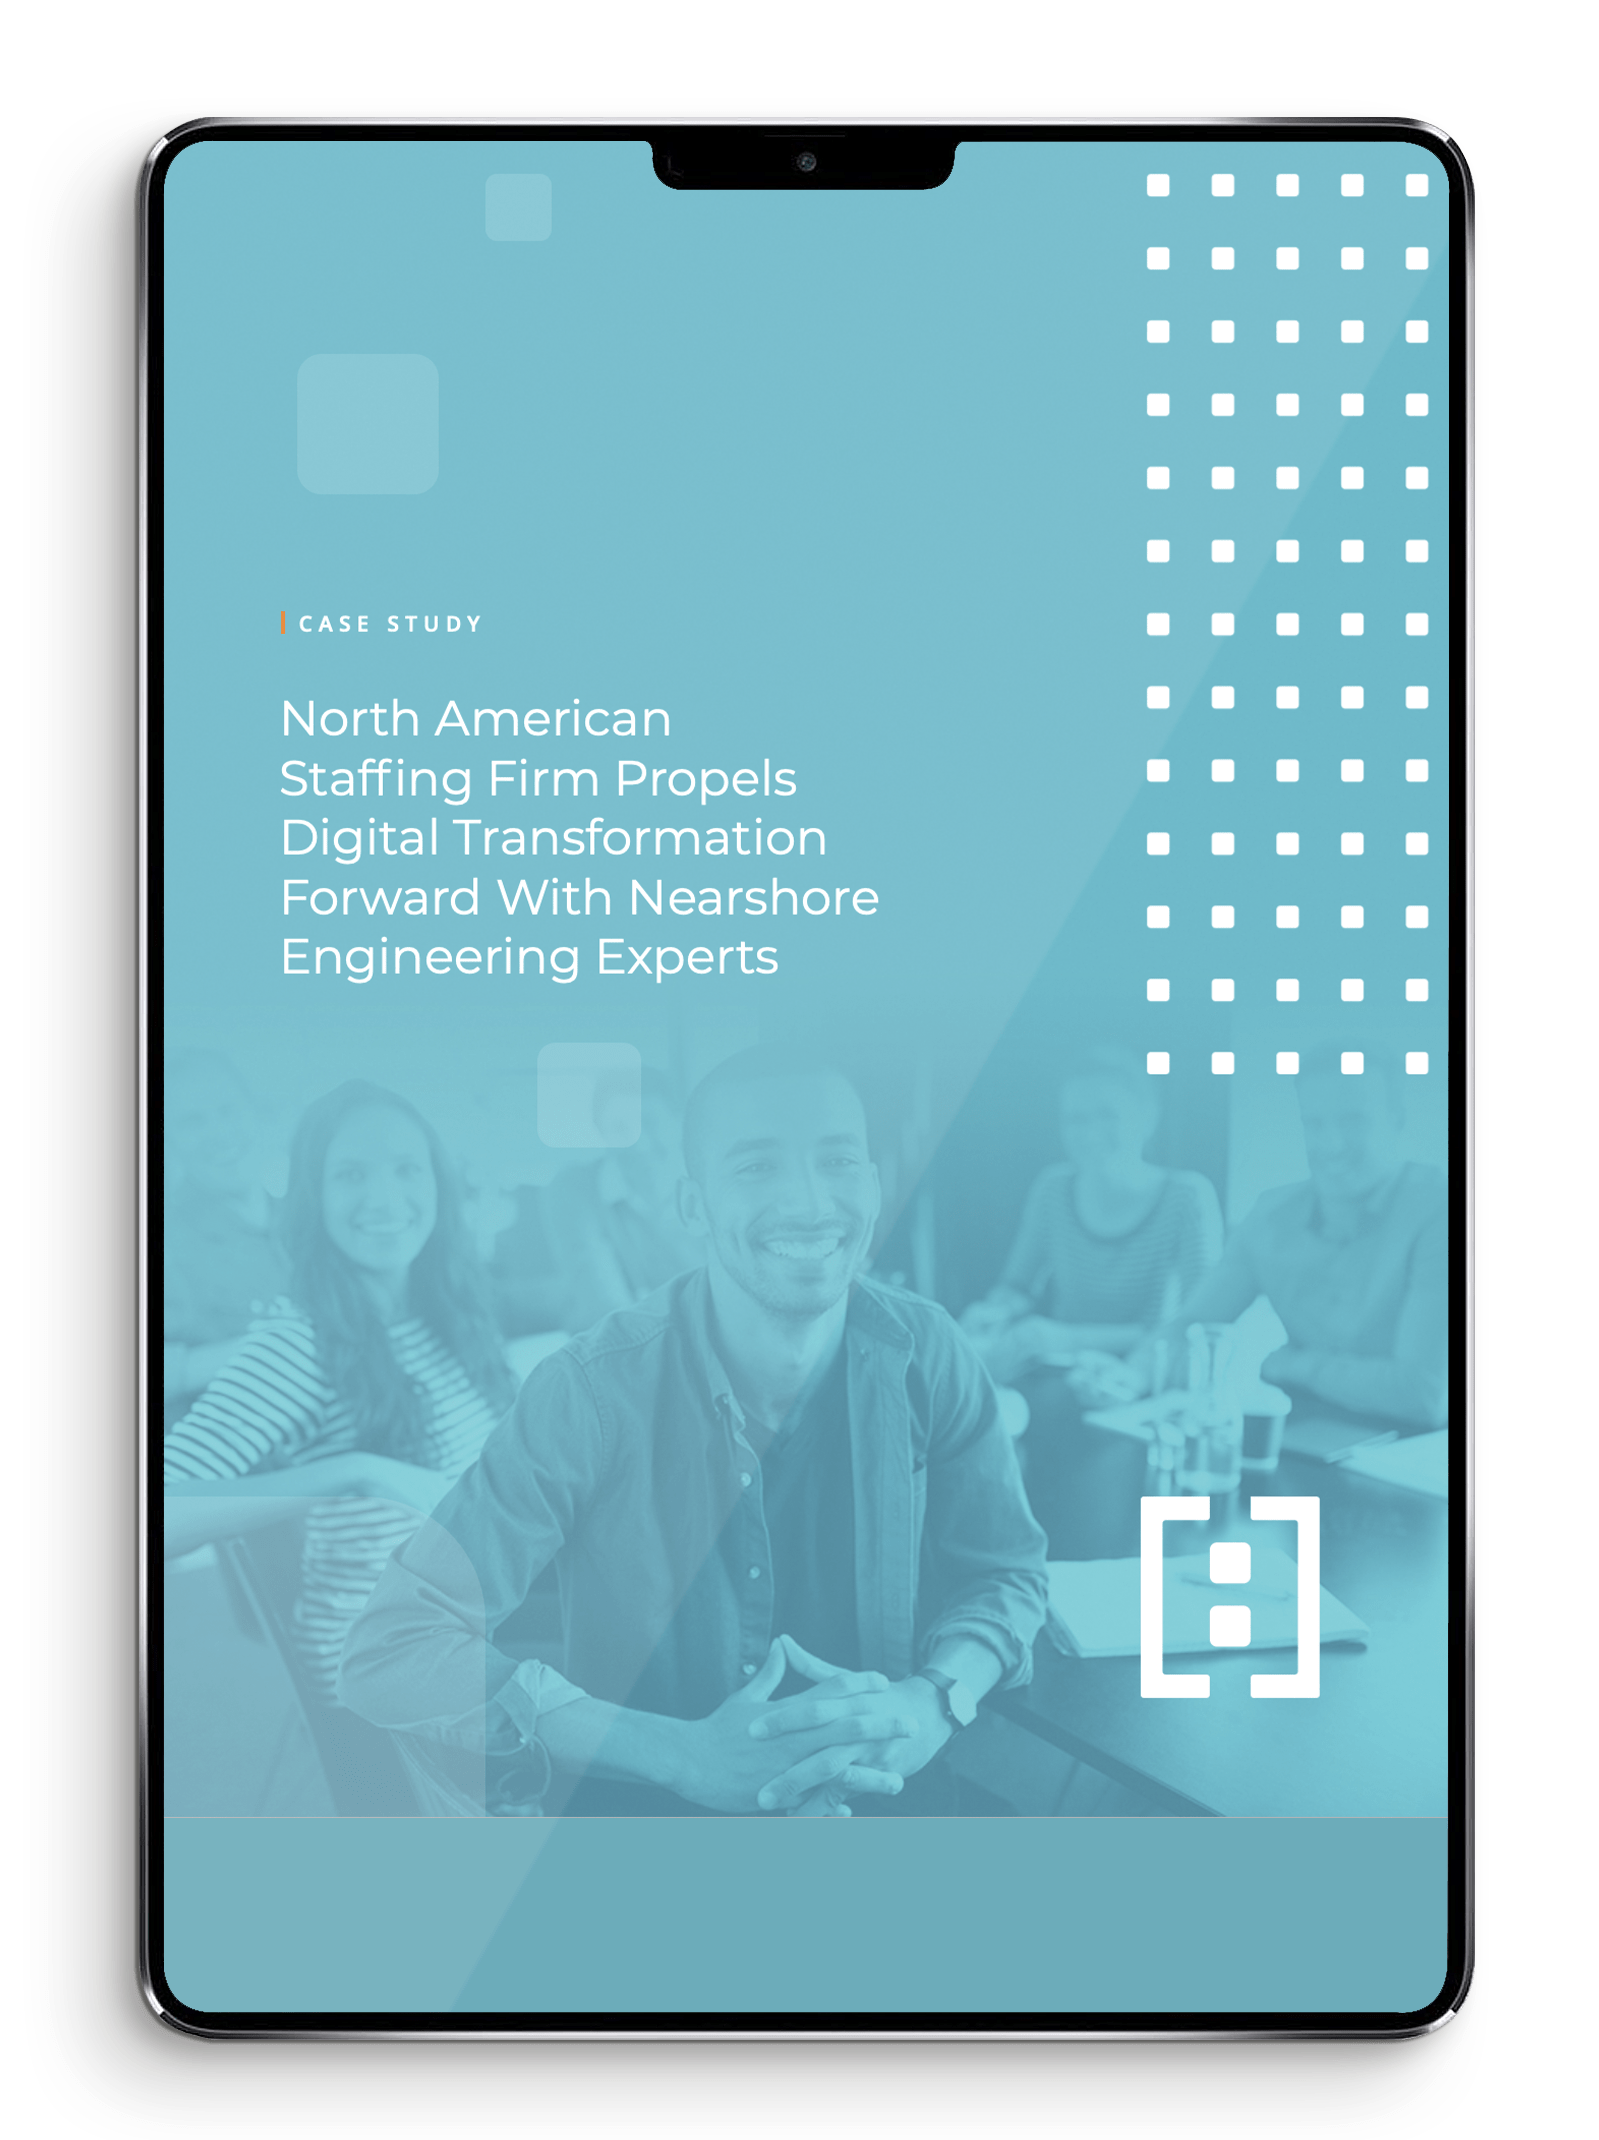 CASE STUDY
North American
Staffing Firm Propels
Digital Transformation
Forward With Nearshore
Engineering Experts